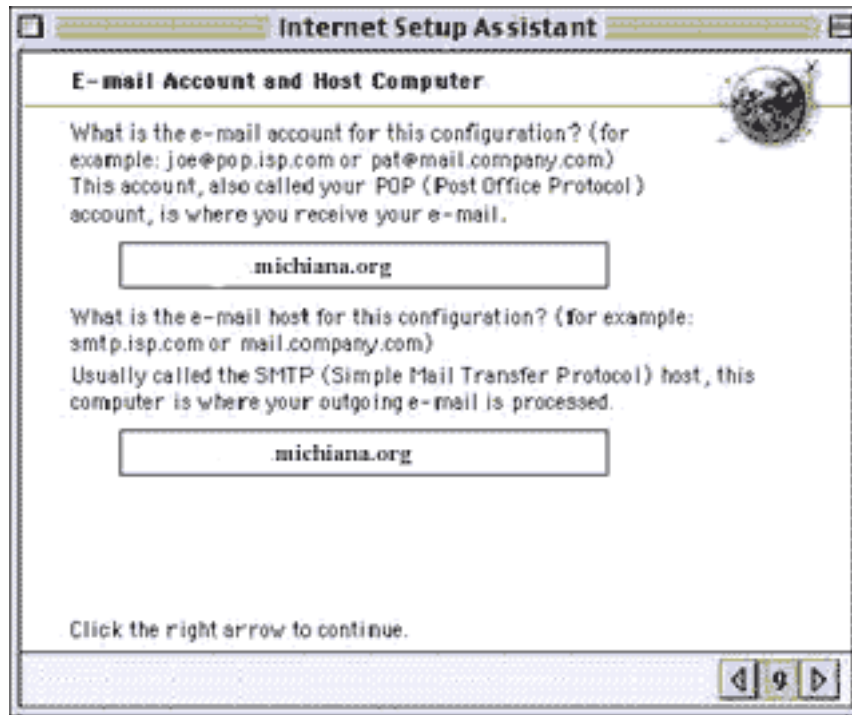 Internet Setup Assistant
E-mail Account and Host Computer
What is the e-mail account for this configuration? (for
example: joe@pop.isp.com or pat@mail.company.com)
This account, also called your POP (Post Office Protocol)
account, is where you receive your e-mail.
michiana.org
What is the e-mail host for this configuration? (for example:
smtp.isp.com or mail.company.com)
Usually called the SMTP (Simple Mail Transfer Protocol) host, this
computer is where your outgoing e-mail is processed.
michiana.org
Click the right arrow to continue.
9